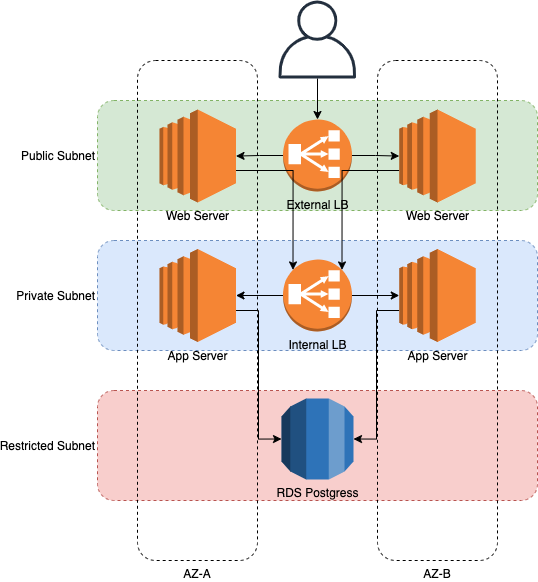 Public Subnet
External LB
Web Server
Web Server
Private Subnet
Internal LB
App Server
App Server
Restricted Subnet
RDS Postgress
AZ-A
AZ-B